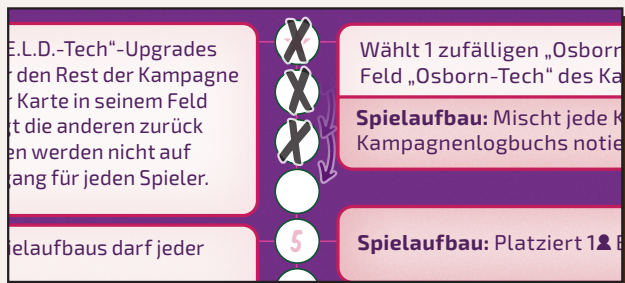 E.L.D.-Tech“-Upgrades
den Rest der Kampagne
Karte in seinem Feld
t die anderen zurück
en werden nicht auf
gang für jeden Spieler.
ielaufbaus darf jeder
X
X
X
5
Wählt 1 zufälligen „Osborn
Feld „Osborn-Tech“ des Ka
Spielaufbau: Mischt jede K
Kampagnenlogbuchs notie
Spielaufbau: Platziert 1